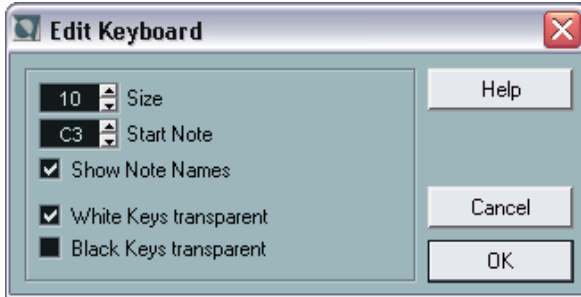 Edit Keyboard
10 Size
C3 Start Note
Show Note Names
White Keys transparent
Black Keys transparent
Help
Cancel
OK